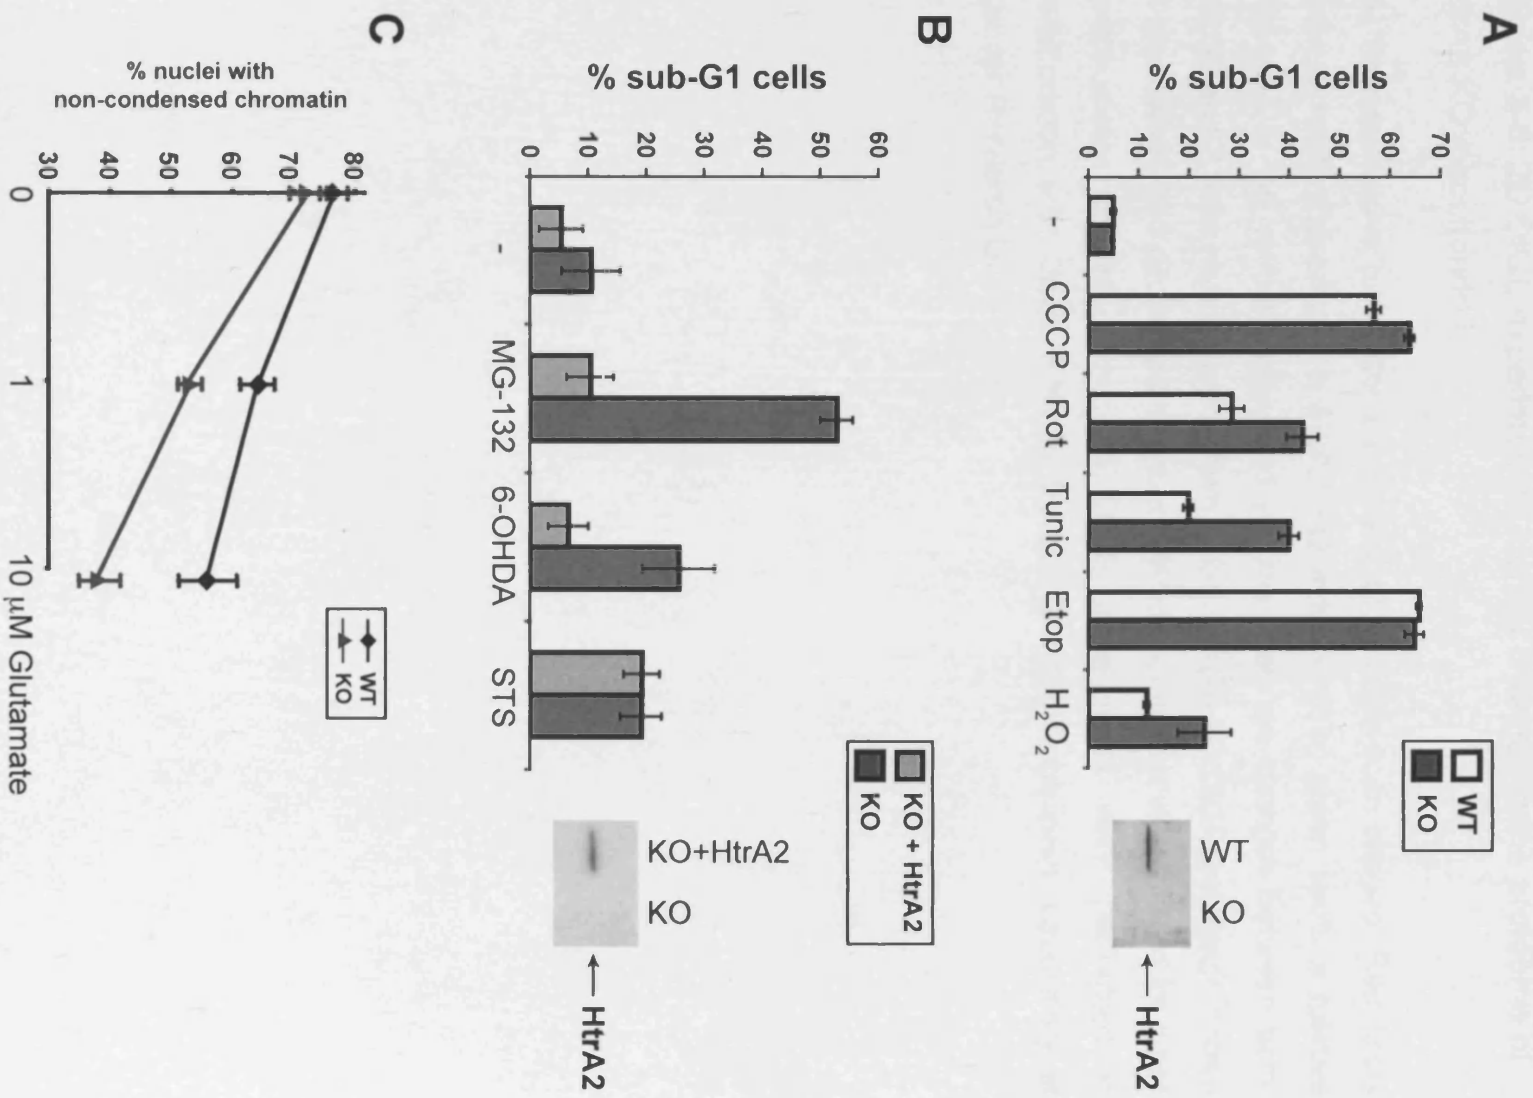 A
% sub-G1 cells
70
60
50
40
30
20
10
0
-
CCCP
Rot
Tunic
Etop
H₂O₂
WT
KO
WT
KO
HtrA2
B
% sub-G1 cells
60
50
40
30
20
10
0
-
MG-132
6-OHDA
STS
KO + HtrA2
KO
KO+HtrA2
KO
HtrA2
C
% nuclei with
non-condensed chromatin
80
70
60
50
40
30
0
1
10 μM Glutamate
WT
KO